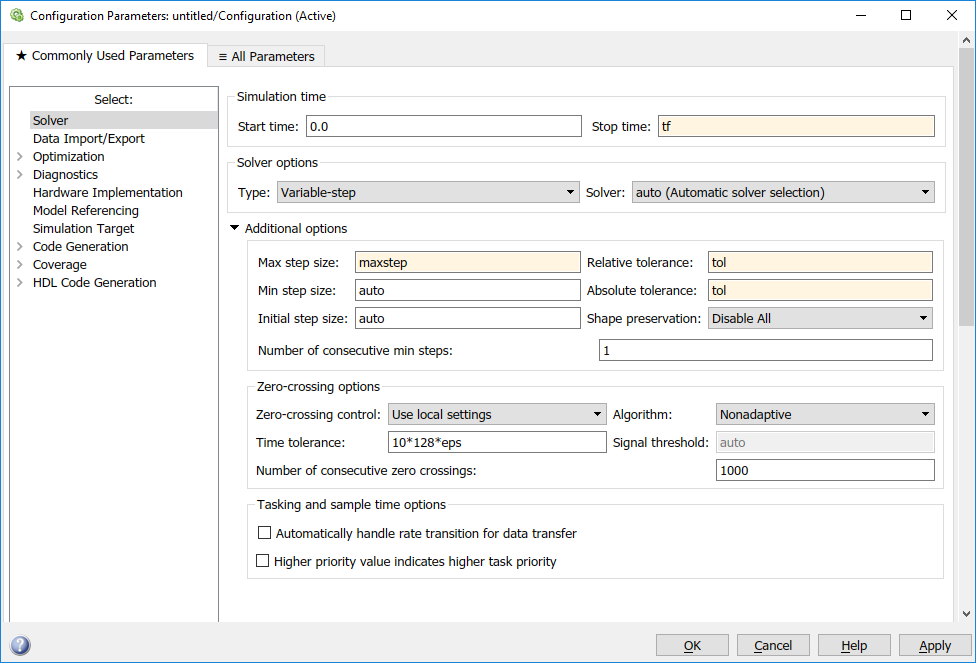 Configuration Parameters: untitled/Configuration (Active)
★ Commonly Used Parameters
≡ All Parameters
Select:
Solver
Data Import/Export
Optimization
Diagnostics
Hardware Implementation
Model Referencing
Simulation Target
Code Generation
Coverage
HDL Code Generation
Simulation time
Start time: 0.0 Stop time: tf
Solver options
Type: Variable-step Solver: auto (Automatic solver selection)
Additional options
Max step size: maxstep Relative tolerance: tol
Min step size: auto Absolute tolerance: tol
Initial step size: auto Shape preservation: Disable All
Number of consecutive min steps: 1
Zero-crossing options
Zero-crossing control: Use local settings Algorithm: Nonadaptive
Time tolerance: 10*128*eps Signal threshold: auto
Number of consecutive zero crossings: 1000
Tasking and sample time options
Automatically handle rate transition for data transfer
Higher priority value indicates higher task priority
? OK Cancel Help Apply